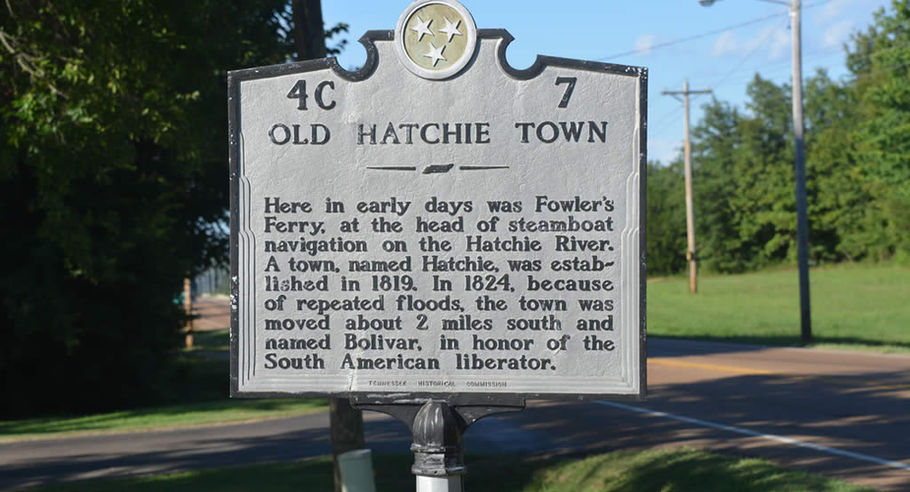 4C 7
OLD HATCHIE TOWN
Here in early days was Fowler's
Ferry, at the head of steamboat
navigation on the Hatchie River.
A town, named Hatchie, was estab-
lished in 1819. In 1824, because
of repeated floods, the town was
moved about 2 miles south and
named Bolivar, in honor of the
South American liberator.
TENNESSEE HISTORICAL COMMISSION